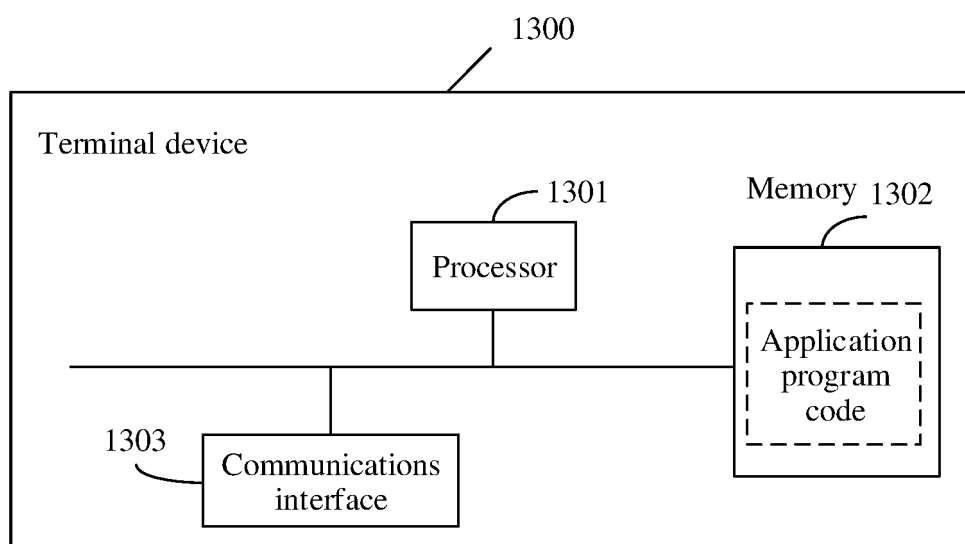 1300
Terminal device
1301
Memory 1302
Processor
Application
program
code
1303
Communications
interface